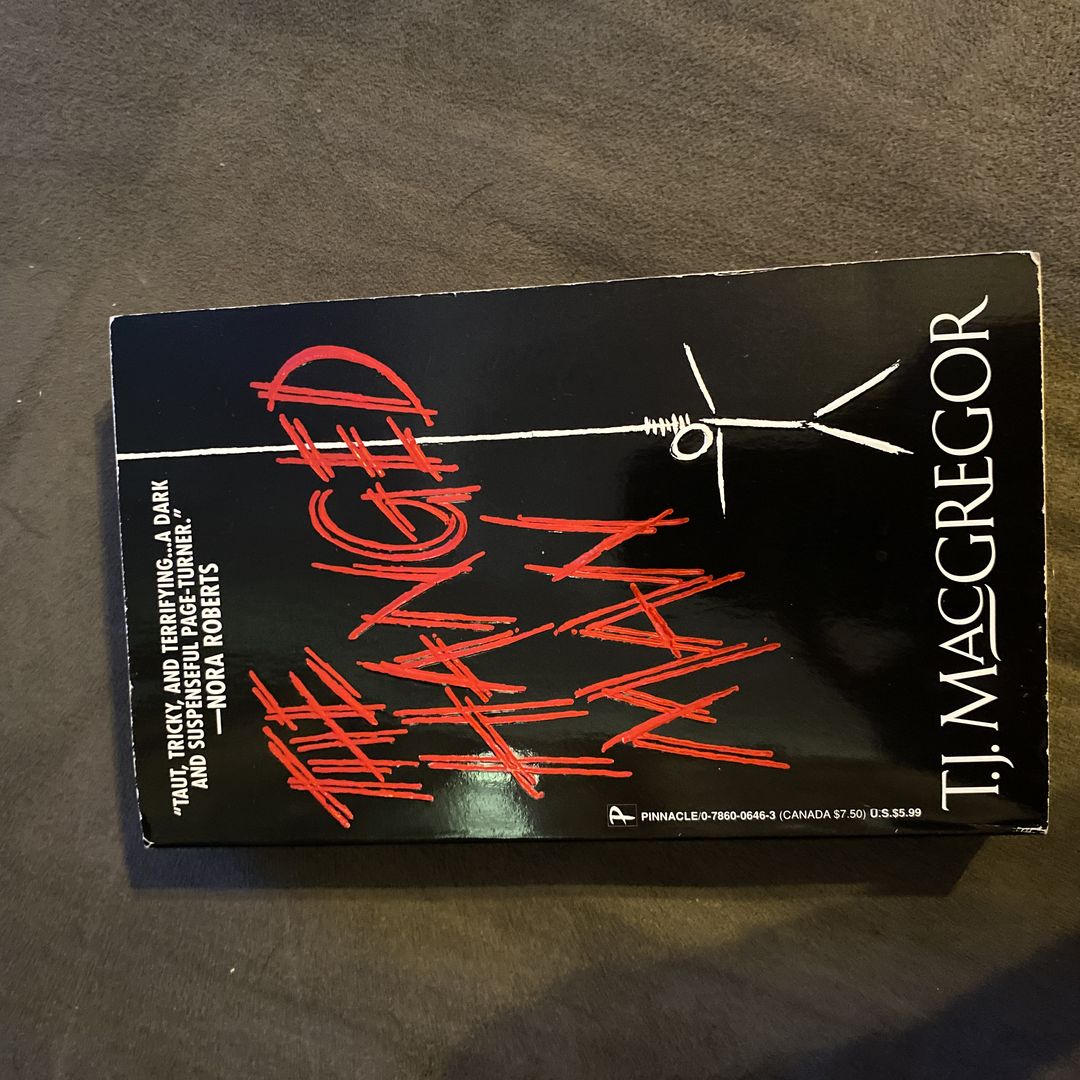 "TAUT, TRICKY, AND TERRIFYING...A DARK
AND SUSPENSEFUL PAGE-TURNER."
—NORA ROBERTS
THE
HANGED
MAN
P
PINNACLE/0-7860-0646-3 (CANADA $7.50) U.S.$5.99
T.J. MACGREGOR